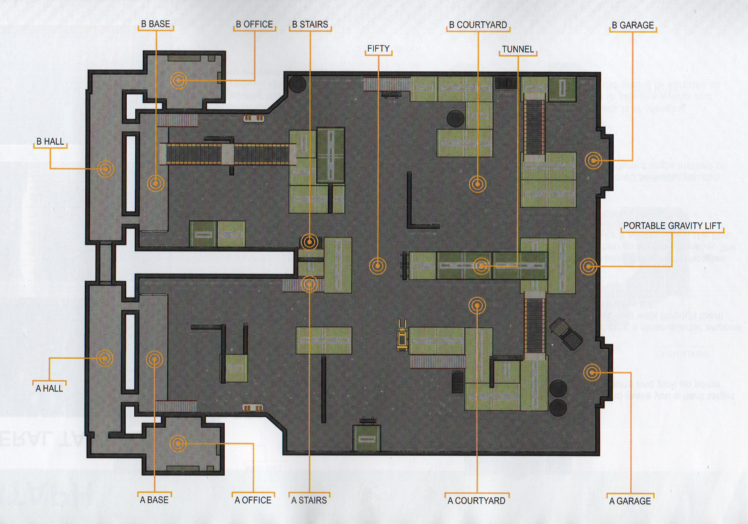 B BASE
B OFFICE
B STAIRS
B COURTYARD
B GARAGE
FIFTY
TUNNEL
B HALL
PORTABLE GRAVITY LIFT
A HALL
A BASE
A OFFICE
A STAIRS
A COURTYARD
A GARAGE